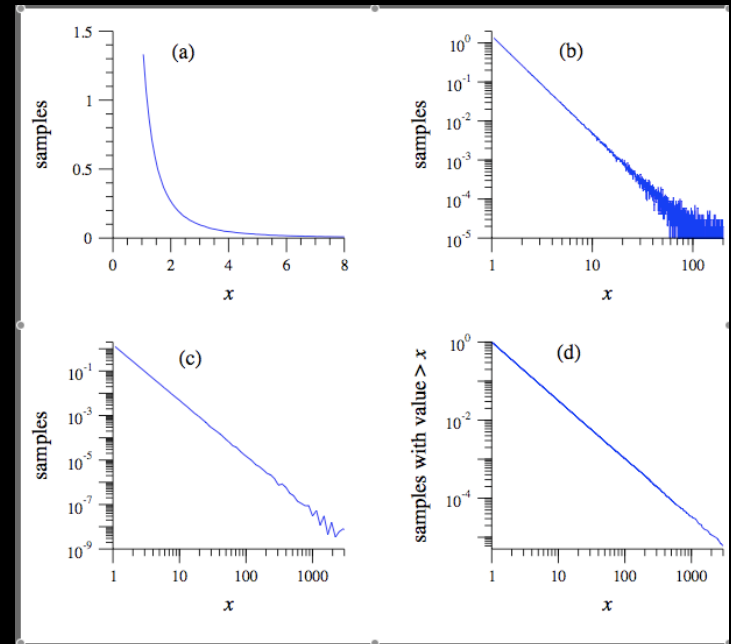 (a)
samples
1.5
1
0.5
0
0 2 4 6 8
x
(b)
samples
10^0
10^-1
10^-2
10^-3
10^-4
10^-5
1 10 100
x
(c)
samples
10^-1
10^-3
10^-5
10^-7
10^-9
1 10 100 1000
x
(d)
samples with value > x
10^0
10^-2
10^-4
1 10 100 1000
x